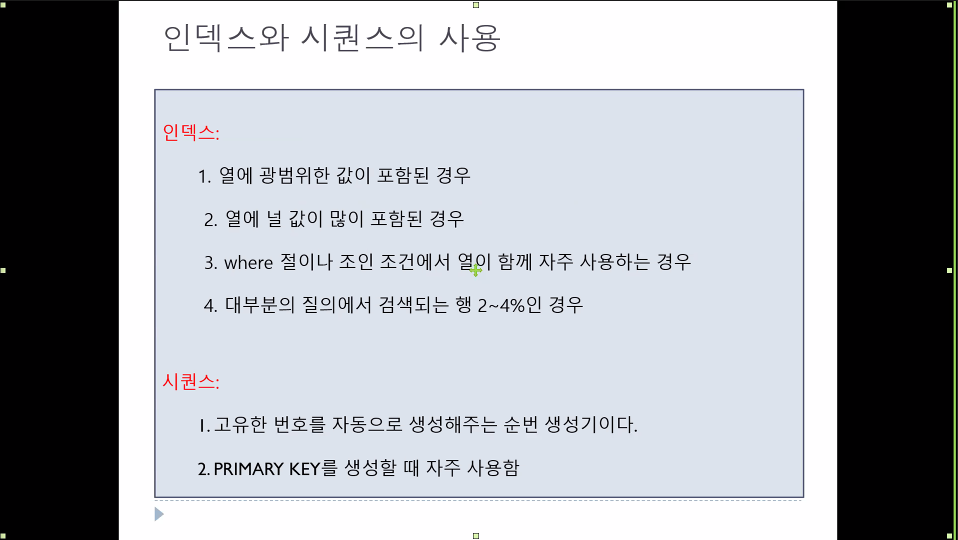 인덱스와 시퀀스의 사용
인덱스:
1. 열에 광범위한 값이 포함된 경우
2. 열에 널 값이 많이 포함된 경우
3. where 절이나 조인 조건에서 열이 함께 자주 사용하는 경우
4. 대부분의 질의에서 검색되는 행 2~4%인 경우
시퀀스:
1. 고유한 번호를 자동으로 생성해주는 순번 생성기이다.
2. PRIMARY KEY를 생성할 때 자주 사용함